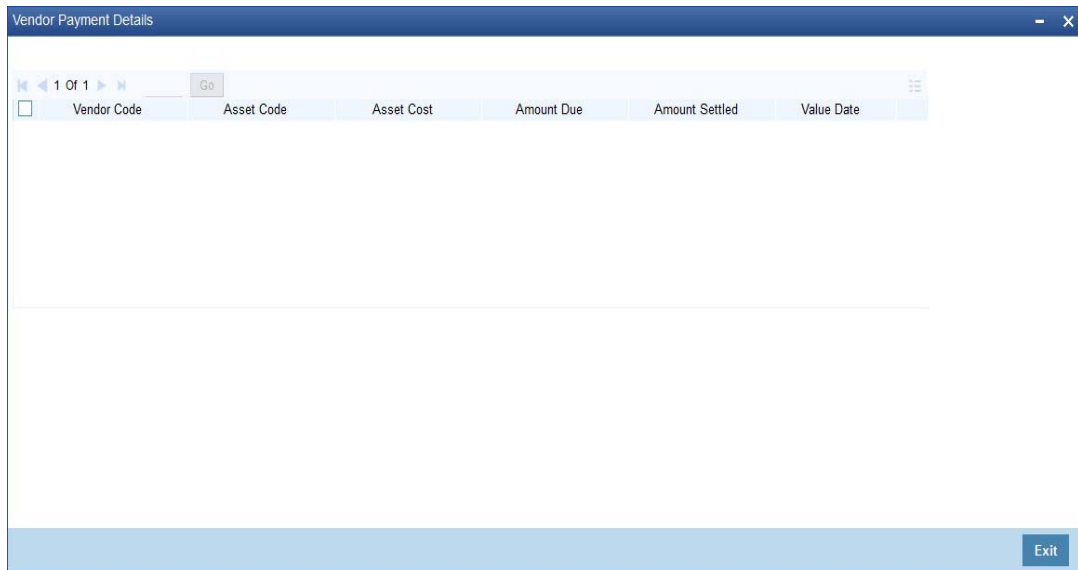 Vendor Payment Details
1 Of 1 Go
Vendor Code Asset Code Asset Cost Amount Due Amount Settled Value Date
Exit